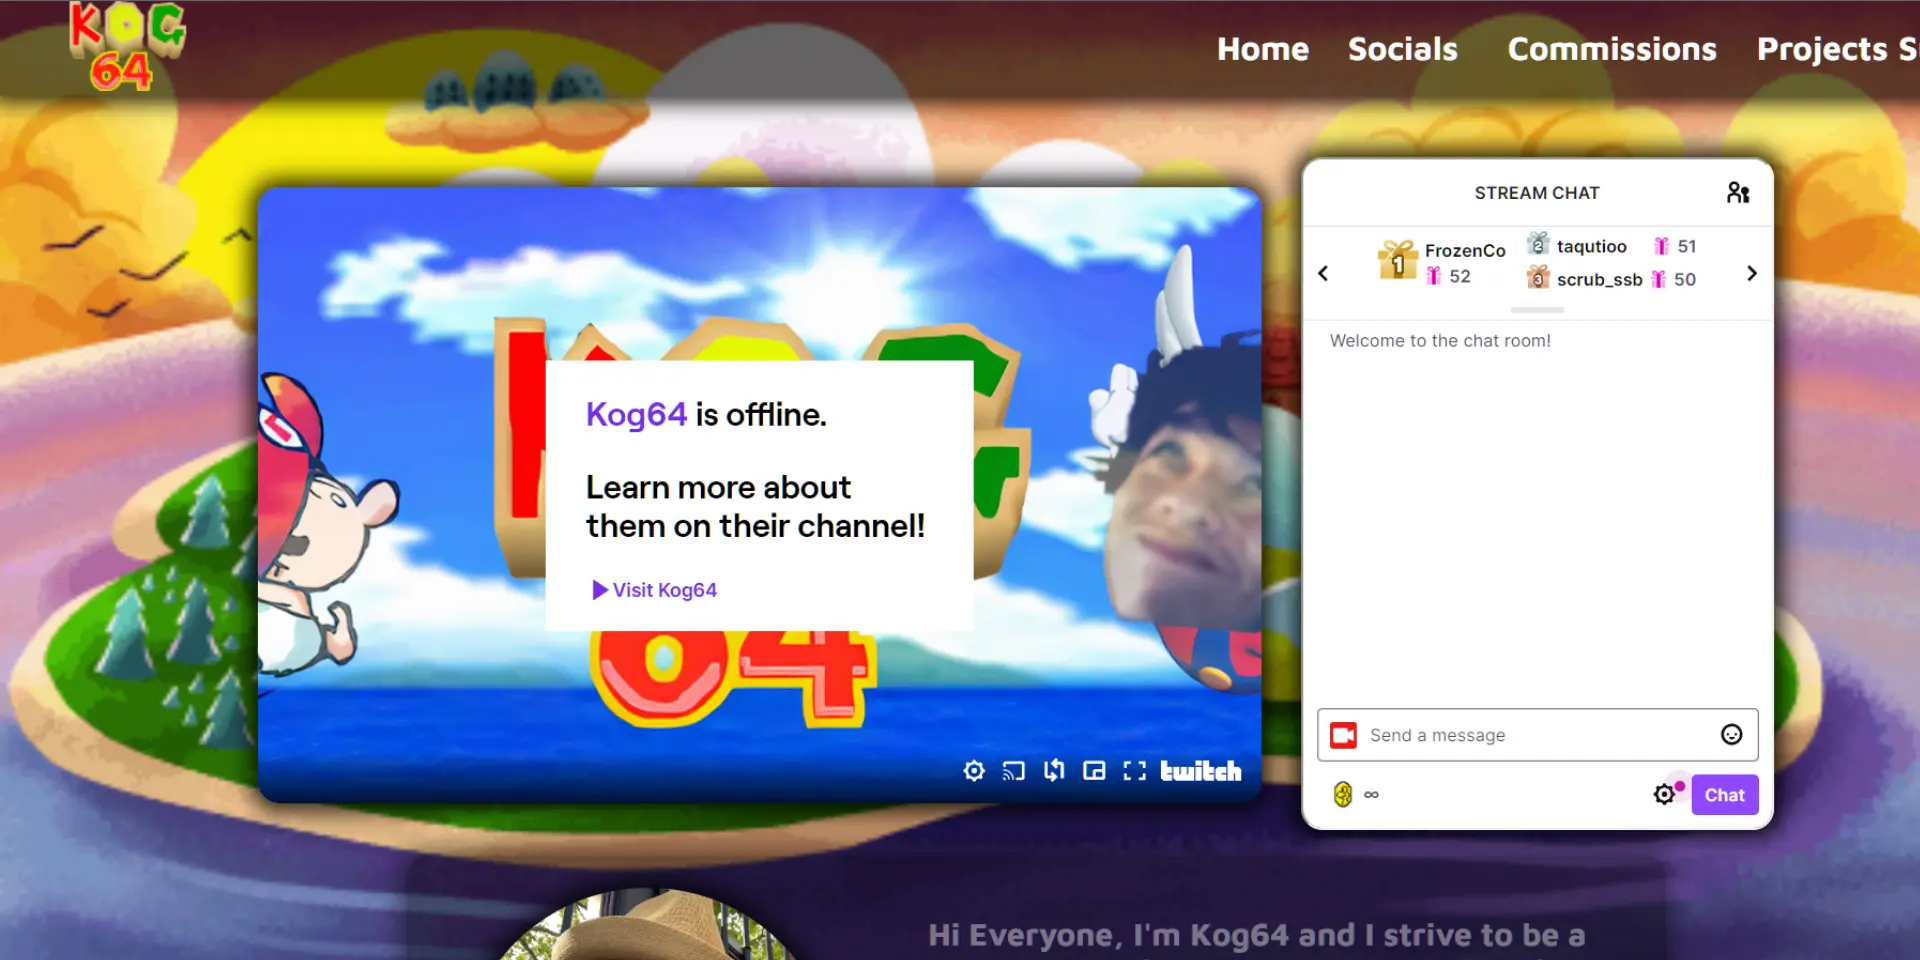 KOG
64
Home Socials Commissions Projects S
STREAM CHAT
1 FrozenCo 52
2 taqutioo 51
3 scrub_ssb 50
Welcome to the chat room!
Kog64 is offline.
Learn more about
them on their channel!
Visit Kog64
64
twitch
Send a message
∞
Chat
Hi Everyone, I'm Kog64 and I strive to be a